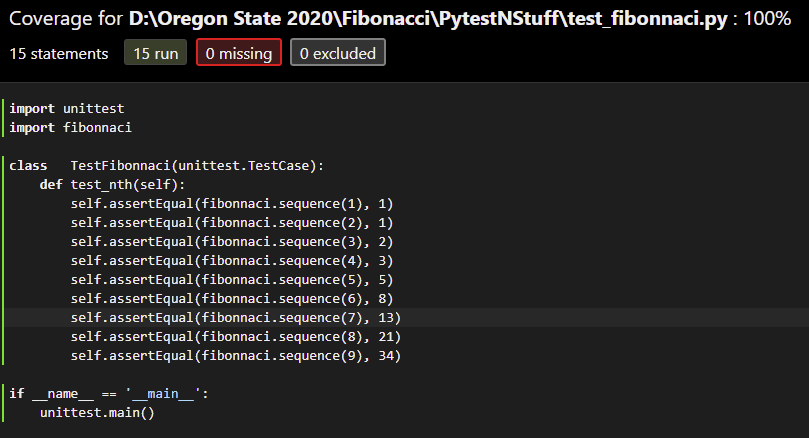 Coverage for D:\Oregon State 2020\Fibonacci\PytestNStuff\test_fibonnaci.py : 100%
15 statements 15 run 0 missing 0 excluded
import unittest
import fibonnaci
class   TestFibonnaci(unittest.TestCase):
    def test_nth(self):
        self.assertEqual(fibonnaci.sequence(1), 1)
        self.assertEqual(fibonnaci.sequence(2), 1)
        self.assertEqual(fibonnaci.sequence(3), 2)
        self.assertEqual(fibonnaci.sequence(4), 3)
        self.assertEqual(fibonnaci.sequence(5), 5)
        self.assertEqual(fibonnaci.sequence(6), 8)
        self.assertEqual(fibonnaci.sequence(7), 13)
        self.assertEqual(fibonnaci.sequence(8), 21)
        self.assertEqual(fibonnaci.sequence(9), 34)
if __name__ == '__main__':
    unittest.main()